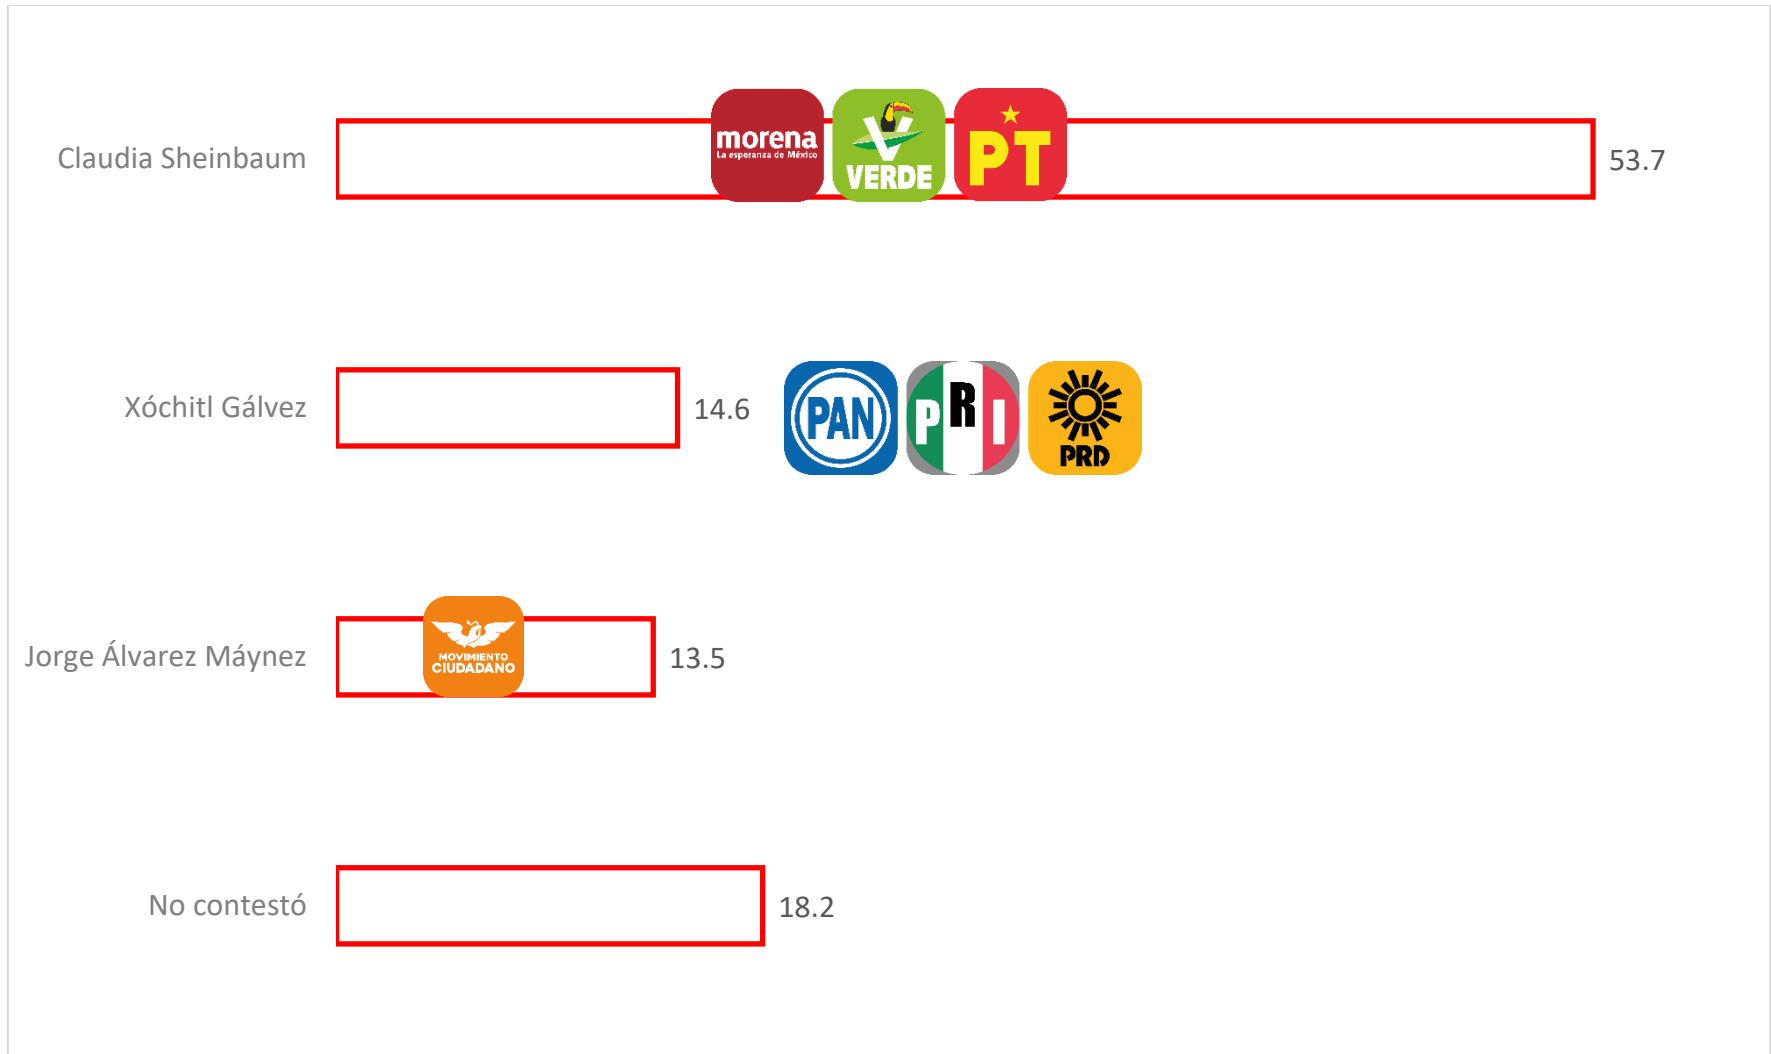 morena
La esperanza de México
VERDE
PT
Claudia Sheinbaum
53.7
Xóchitl Gálvez
14.6
PAN
PRI
PRD
Jorge Álvarez Máynez
MOVIMIENTO
CIUDADANO
13.5
No contestó
18.2